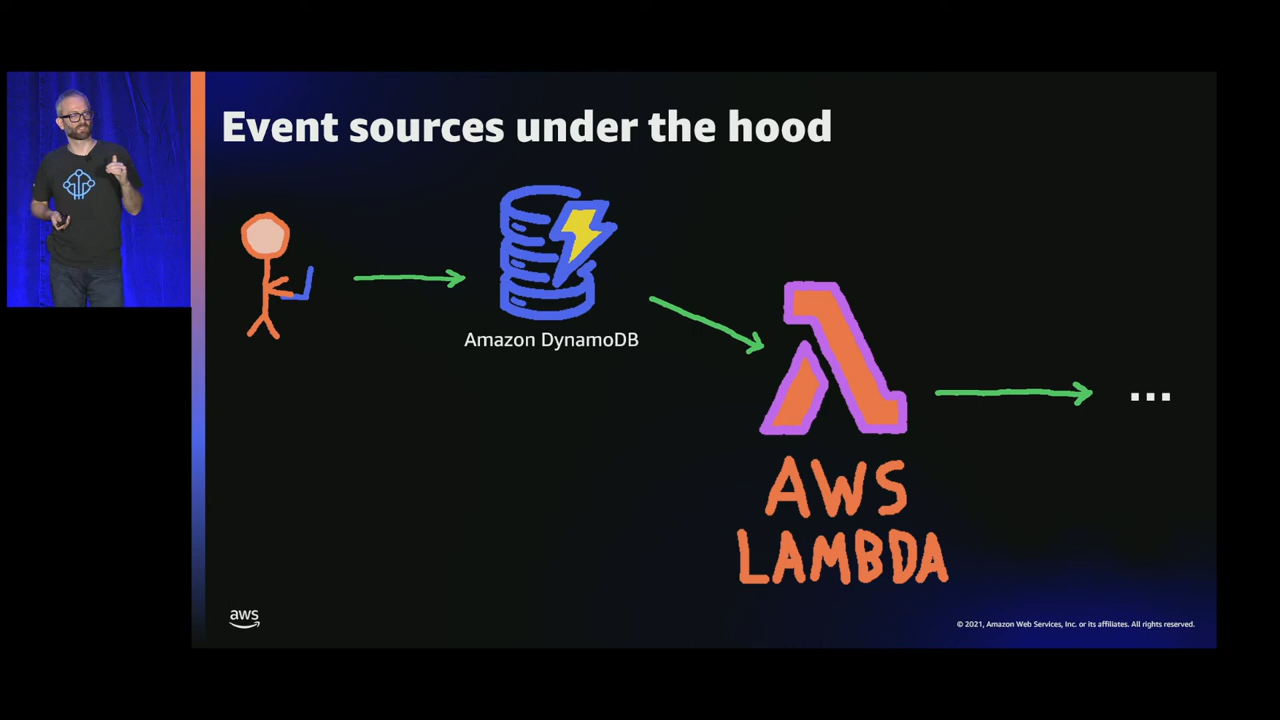 Event sources under the hood
Amazon DynamoDB
...
AWS
LAMBDA
aws
© 2021, Amazon Web Services, Inc. or its affiliates. All rights reserved.